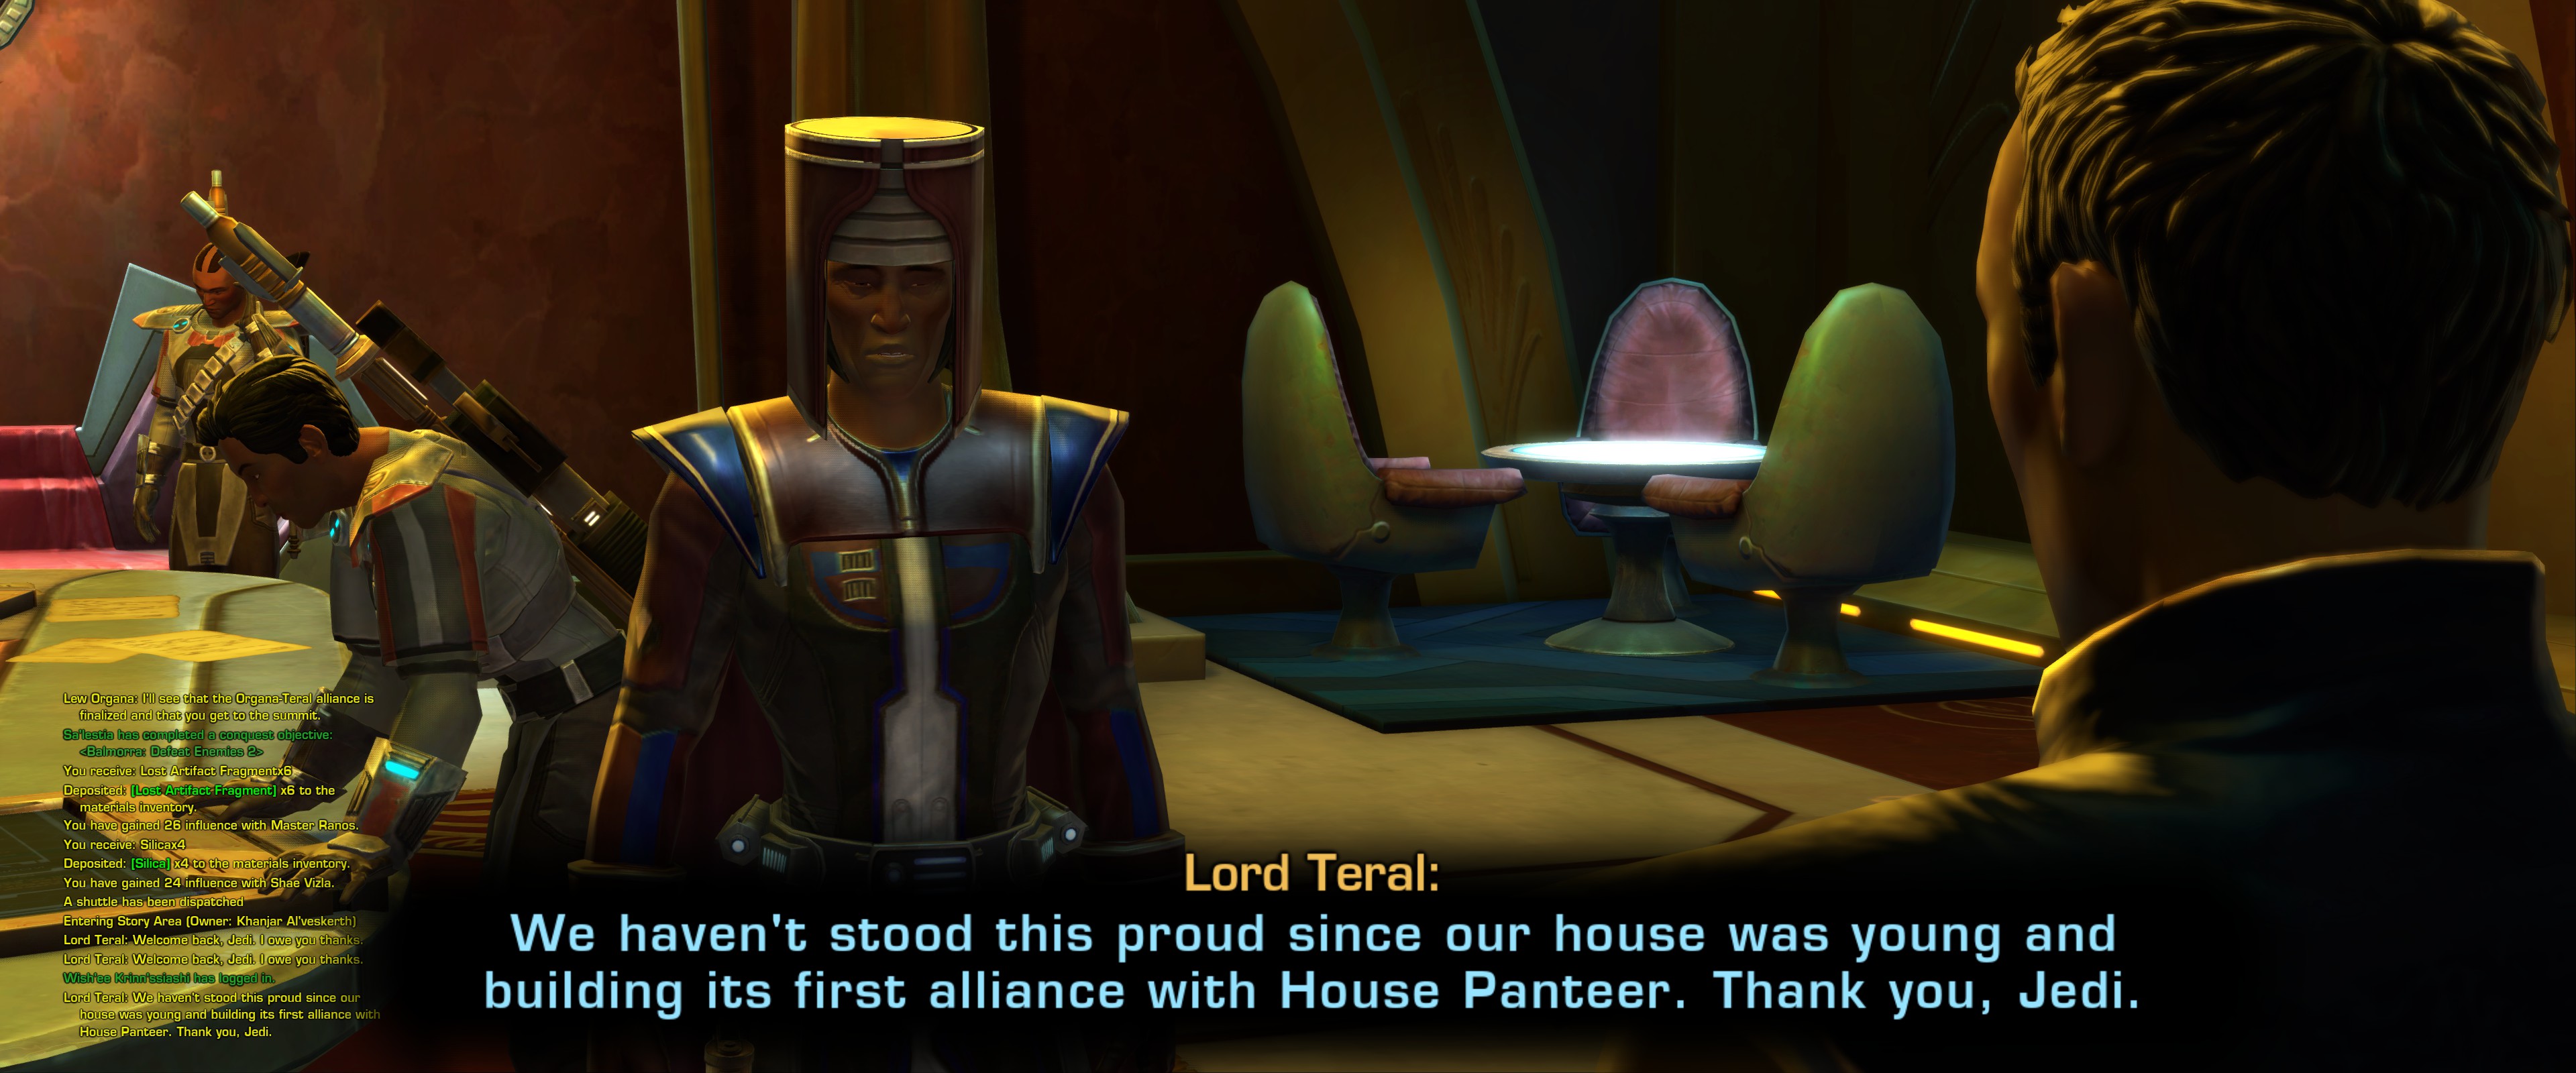 Lew Organa: I'll see that the Organa-Teral alliance is
finalized and that you get to the summit.
Sa'lestia has completed a conquest objective:
<Balmorra: Defeat Enemies 2>
You receive: Lost Artifact Fragmentx6
Deposited: [Lost Artifact Fragment] x6 to the
materials inventory.
You have gained 26 influence with Master Ranos.
You receive: Silicax4
Deposited: [Silica] x4 to the materials inventory.
You have gained 24 influence with Shae Vizla.
A shuttle has been dispatched
Entering Story Area (Owner: Khanjar Al'veskerth)
Lord Teral: Welcome back, Jedi. I owe you thanks.
Lord Teral: Welcome back, Jedi. I owe you thanks.
Wish'ee Krinn'ssiashi has logged in.
Lord Teral: We haven't stood this proud since our
house was young and building its first alliance with
House Panteer. Thank you, Jedi.
Lord Teral:
We haven't stood this proud since our house was young and
building its first alliance with House Panteer. Thank you, Jedi.